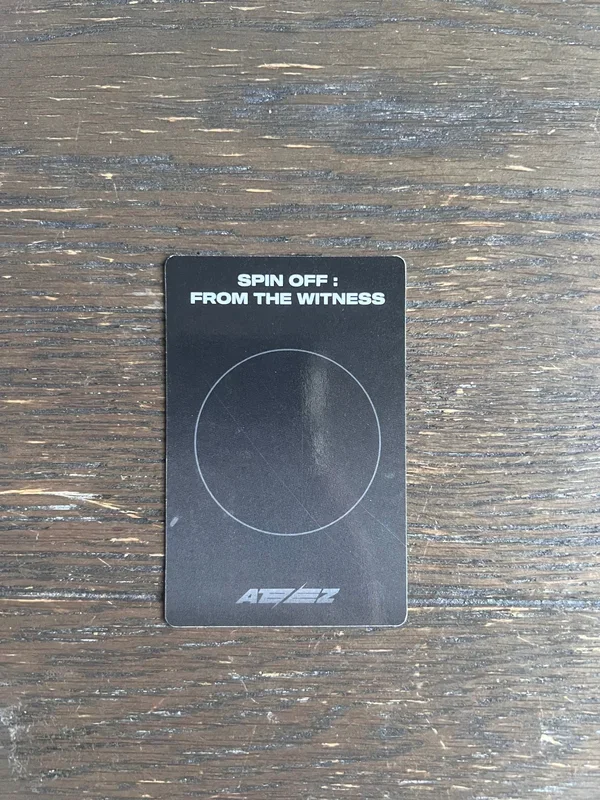 SPIN OFF :
FROM THE WITNESS
ATEEZ